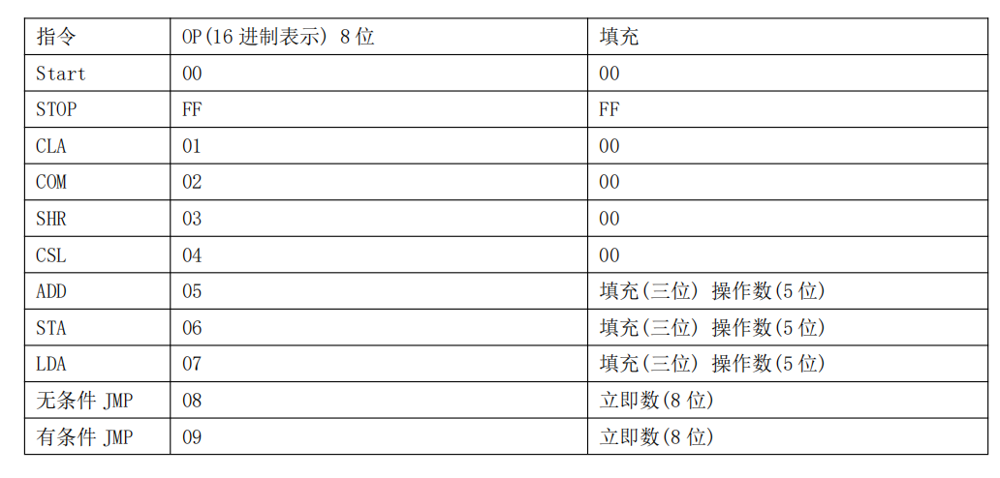 指令 OP(16 进制表示) 8 位 填充
Start 00 00
STOP FF FF
CLA 01 00
COM 02 00
SHR 03 00
CSL 04 00
ADD 05 填充(三位) 操作数(5 位)
STA 06 填充(三位) 操作数(5 位)
LDA 07 填充(三位) 操作数(5 位)
无条件 JMP 08 立即数(8 位)
有条件 JMP 09 立即数(8 位)